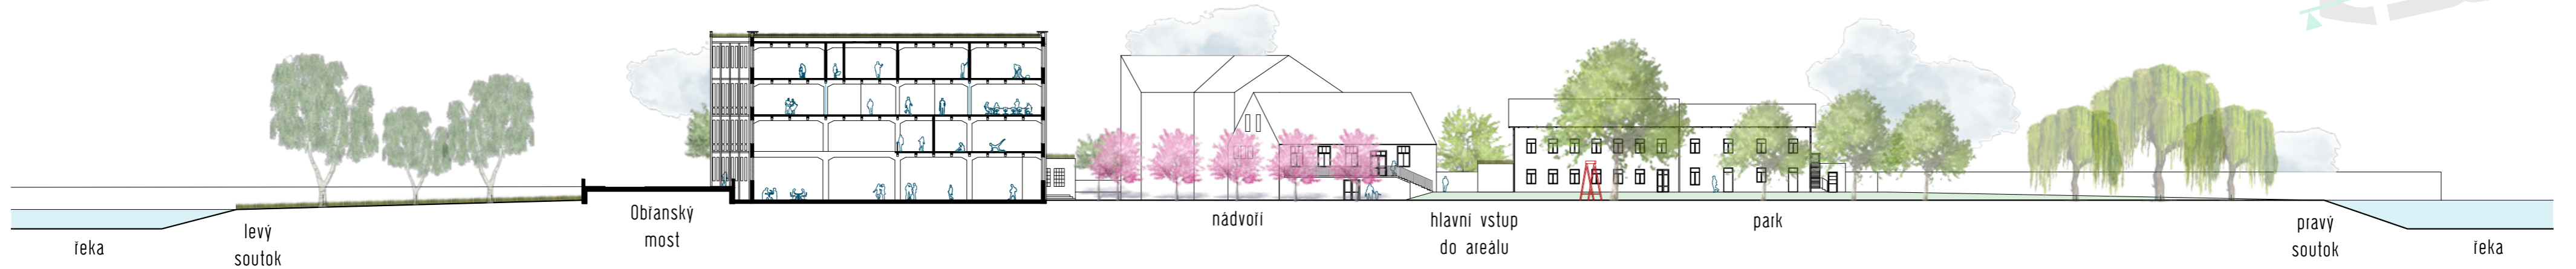 řeka
levý
soutok
Obřanský
most
nádvoří
hlavní vstup
do areálu
park
pravý
soutok
řeka